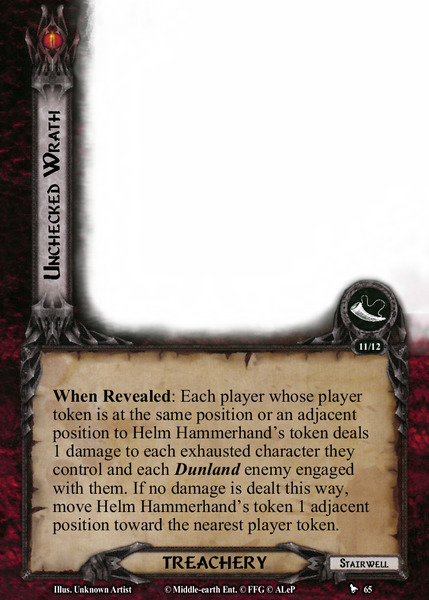 Unchecked Wrath
11/12
When Revealed: Each player whose player
token is at the same position or an adjacent
position to Helm Hammerhand's token deals
1 damage to each exhausted character they
control and each Dunland enemy engaged
with them. If no damage is dealt this way,
move Helm Hammerhand's token 1 adjacent
position toward the nearest player token.
TREACHERY
Stairwell
Illus. Unknown Artist
© Middle-earth Ent. © FFG © ALeP
65